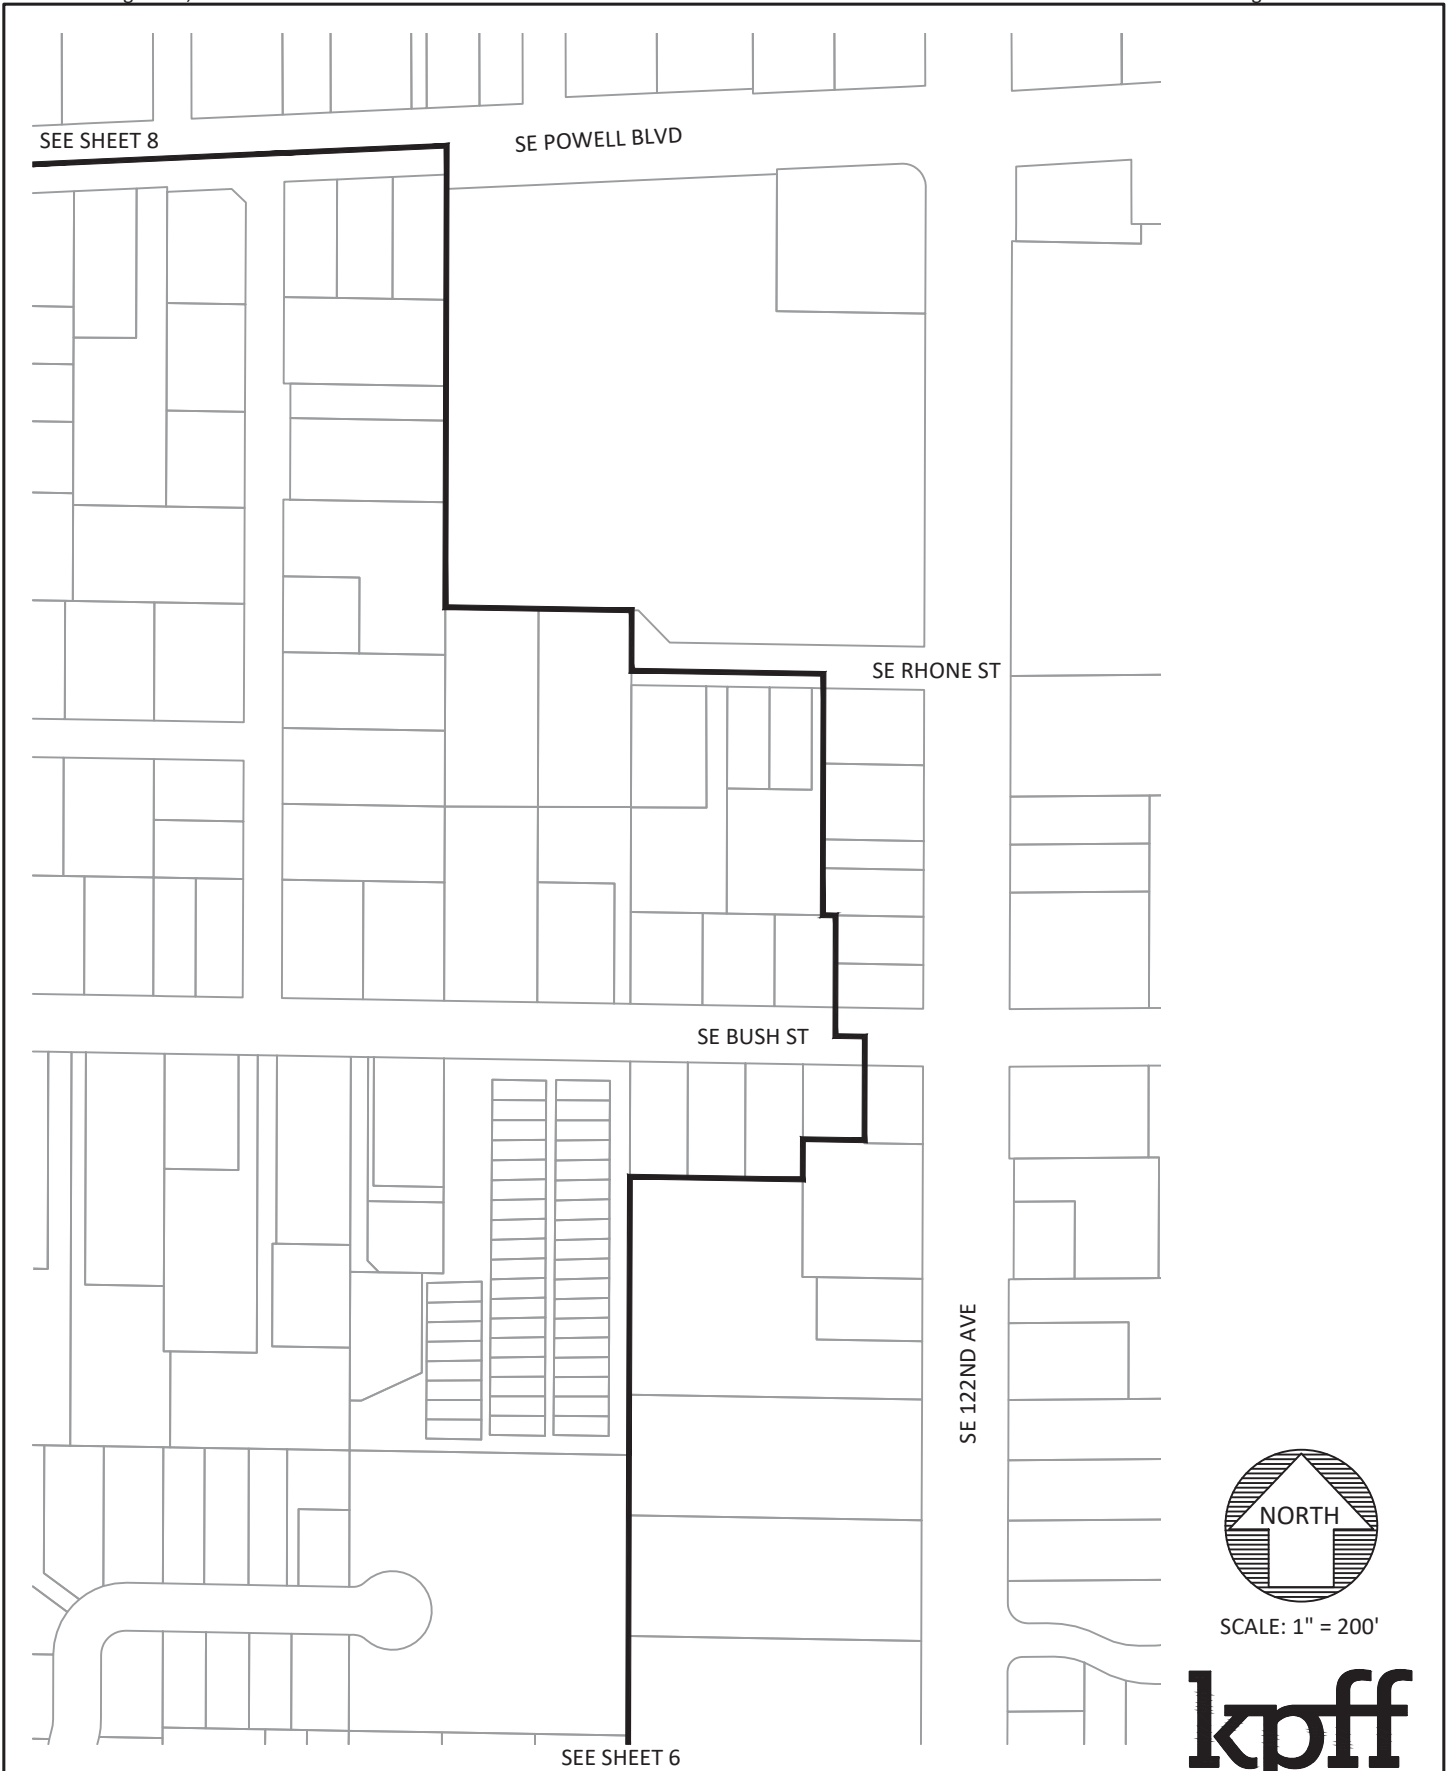 SEE SHEET 8
SE POWELL BLVD
SE RHONE ST
SE BUSH ST
SE 122ND AVE
NORTH
SCALE: 1" = 200'
kpff
SEE SHEET 6